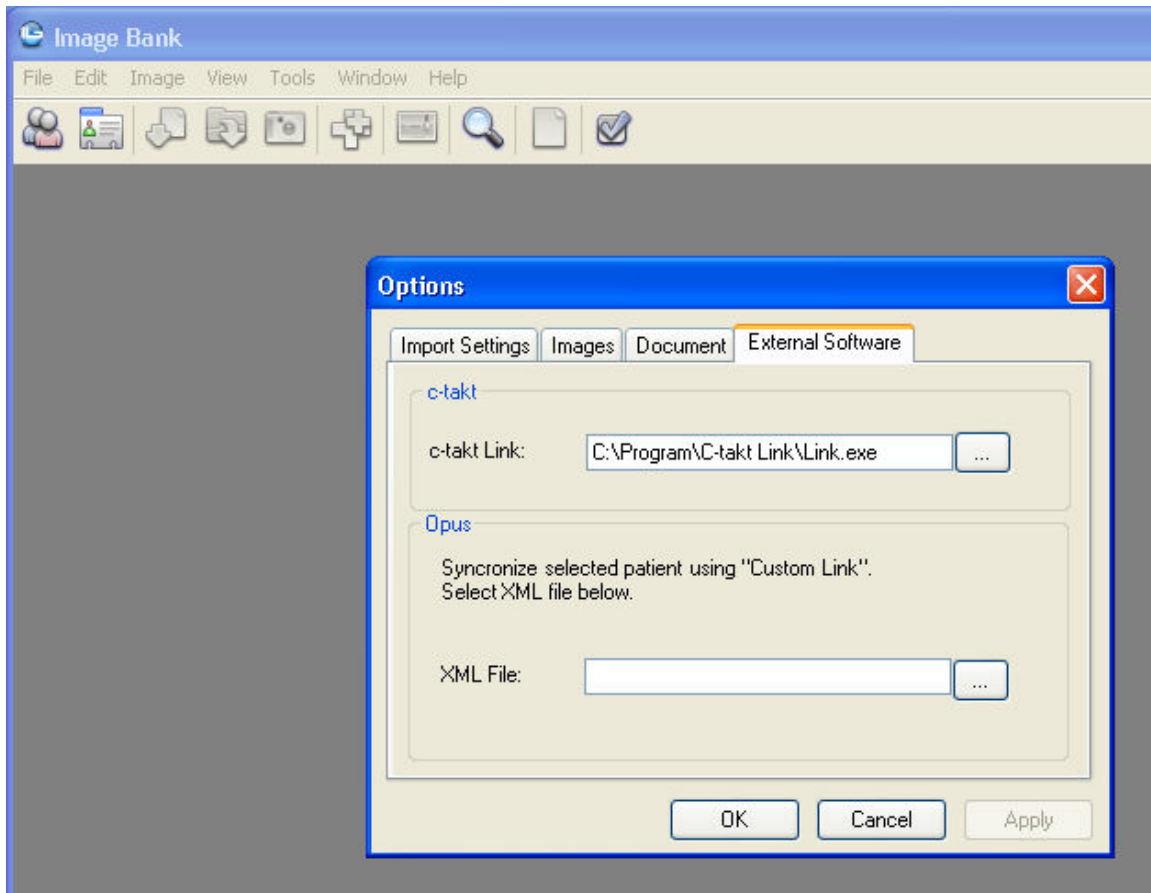 Image Bank
File Edit Image View Tools Window Help
Options
Import Settings Images Document External Software
c-takt
c-takt Link: C:\Program\C-takt Link\Link.exe ...
Opus
Syncronize selected patient using "Custom Link".
Select XML file below.
XML File: ...
OK Cancel Apply